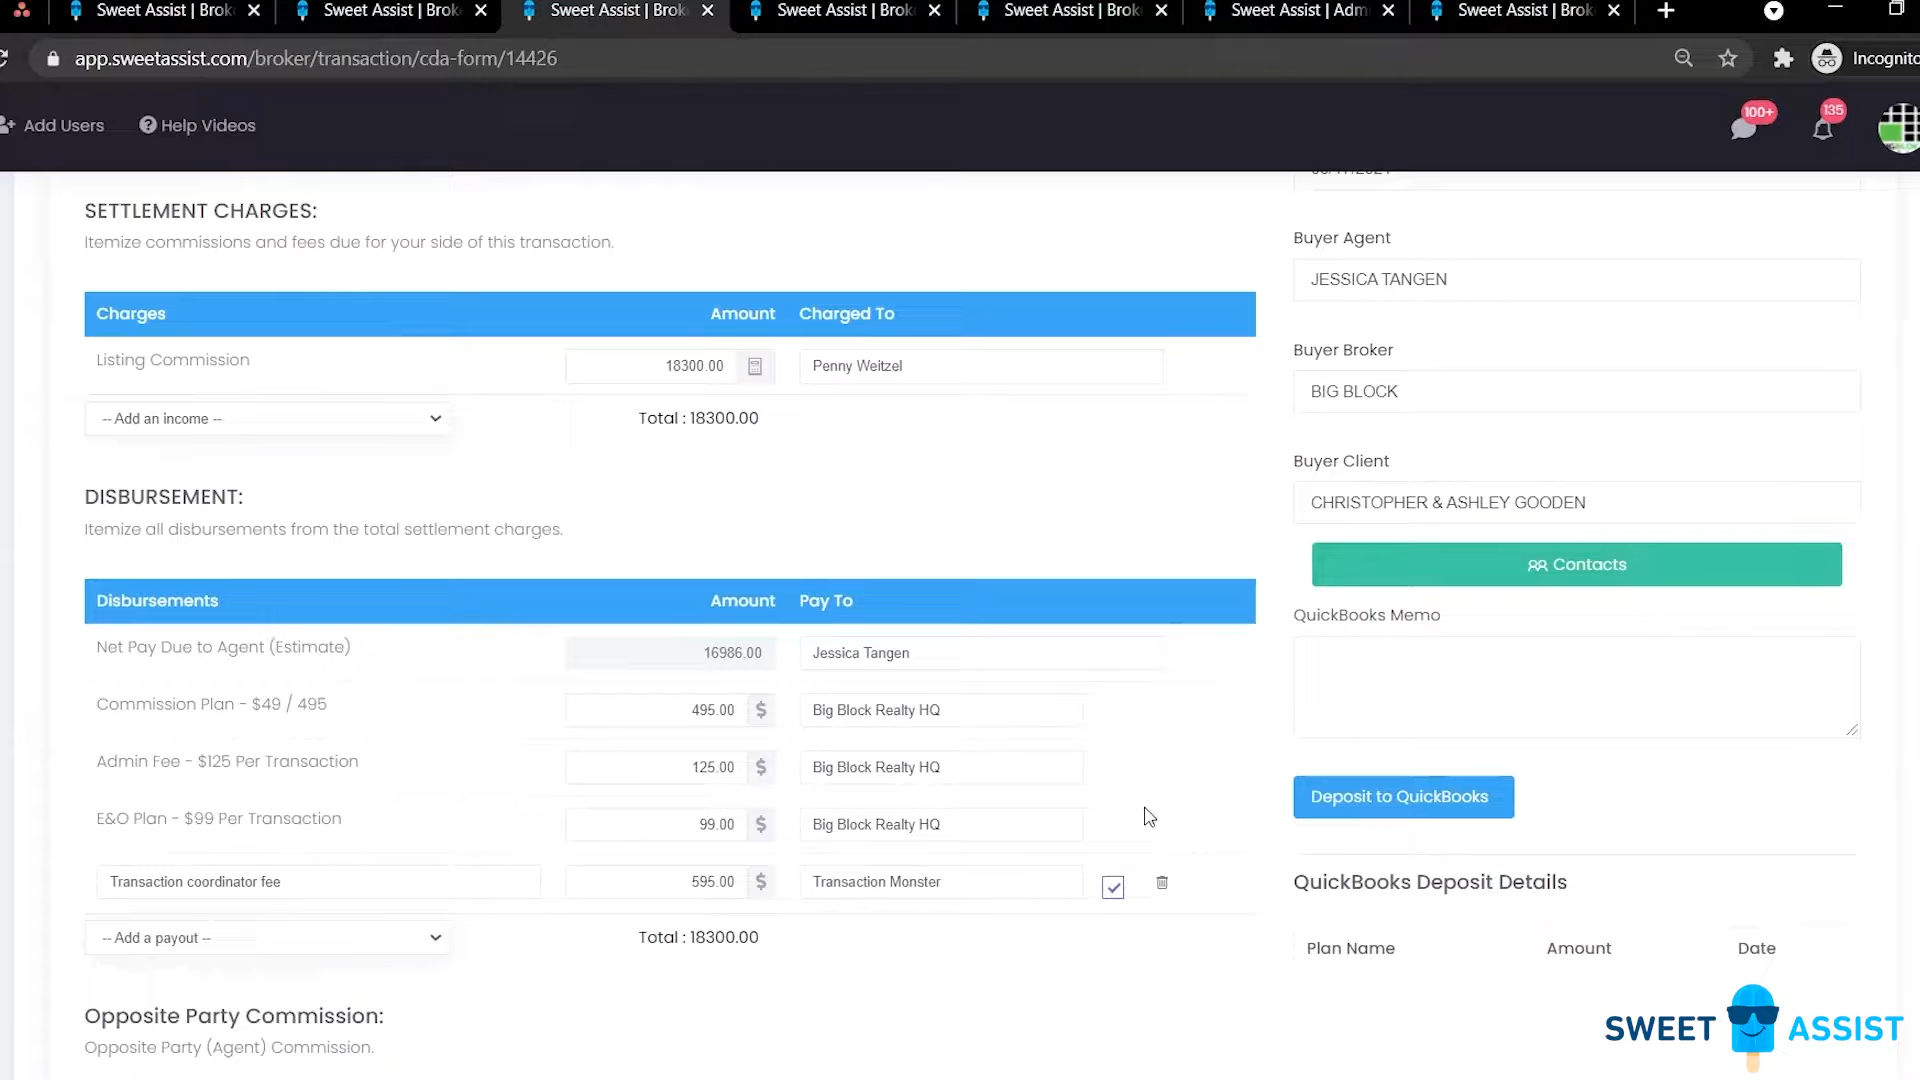 Sweet Assist | Brok
Sweet Assist | Brok
Sweet Assist | Brok
Sweet Assist | Brok
Sweet Assist | Brok
Sweet Assist | Adm
Sweet Assist | Brok
app.sweetassist.com/broker/transaction/cda-form/14426
Incognito
Add Users
Help Videos
100+
135
SETTLEMENT CHARGES:
Itemize commissions and fees due for your side of this transaction.
Charges Amount Charged To
Listing Commission 18300.00 Penny Weitzel
-- Add an income -- Total : 18300.00
DISBURSEMENT:
Itemize all disbursements from the total settlement charges.
Disbursements Amount Pay To
Net Pay Due to Agent (Estimate) 16986.00 Jessica Tangen
Commission Plan - $49 / 495 495.00 $ Big Block Realty HQ
Admin Fee - $125 Per Transaction 125.00 $ Big Block Realty HQ
E&O Plan - $99 Per Transaction 99.00 $ Big Block Realty HQ
Transaction coordinator fee 595.00 $ Transaction Monster
-- Add a payout -- Total : 18300.00
Opposite Party Commission:
Opposite Party (Agent) Commission.
Buyer Agent
JESSICA TANGEN
Buyer Broker
BIG BLOCK
Buyer Client
CHRISTOPHER & ASHLEY GOODEN
Contacts
QuickBooks Memo
Deposit to QuickBooks
QuickBooks Deposit Details
Plan Name Amount Date
SWEET ASSIST